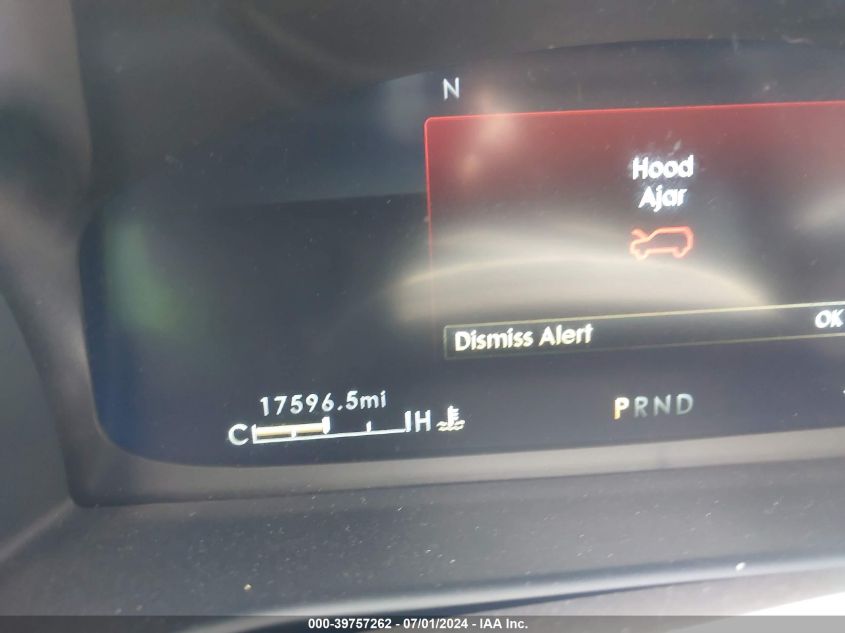 N
Hood
Ajar
Dismiss Alert OK
17596.5mi
C H
PRND
000-39757262 - 07/01/2024 - IAA Inc.